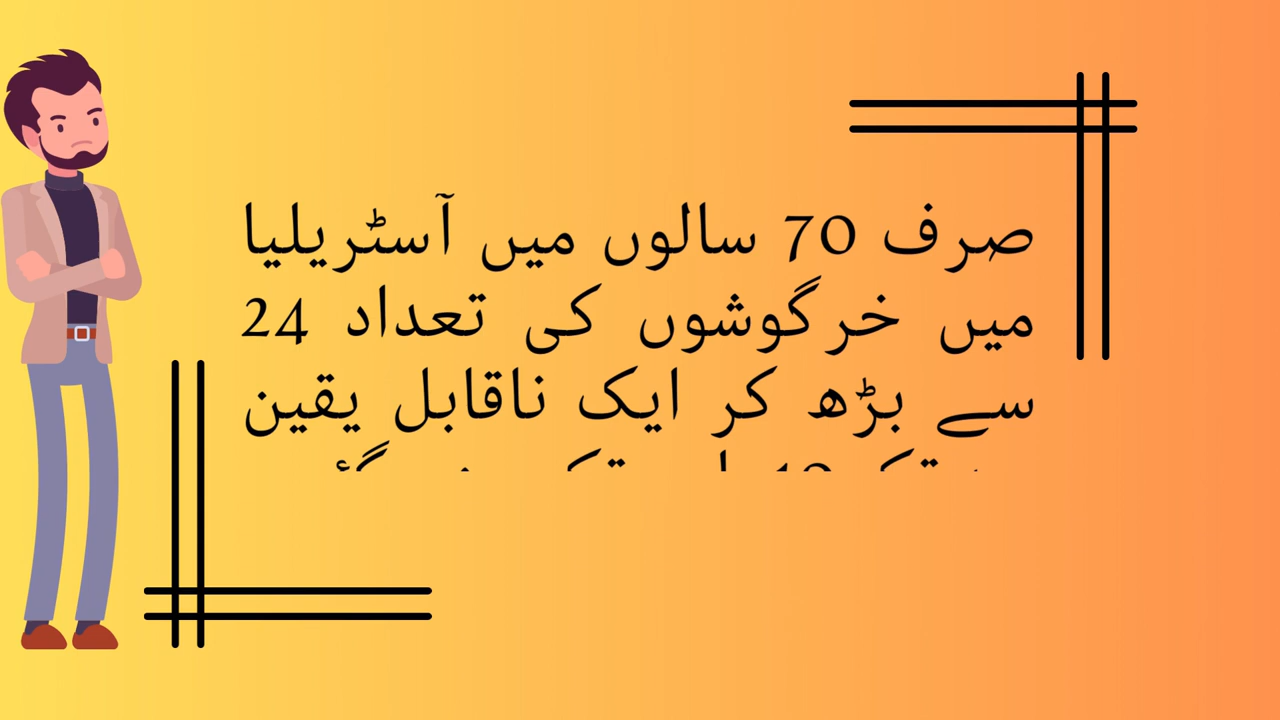 صرف 70 سالوں میں آسٹریلیا
میں خرگوشوں کی تعداد 24
سے بڑھ کر ایک ناقابل یقین